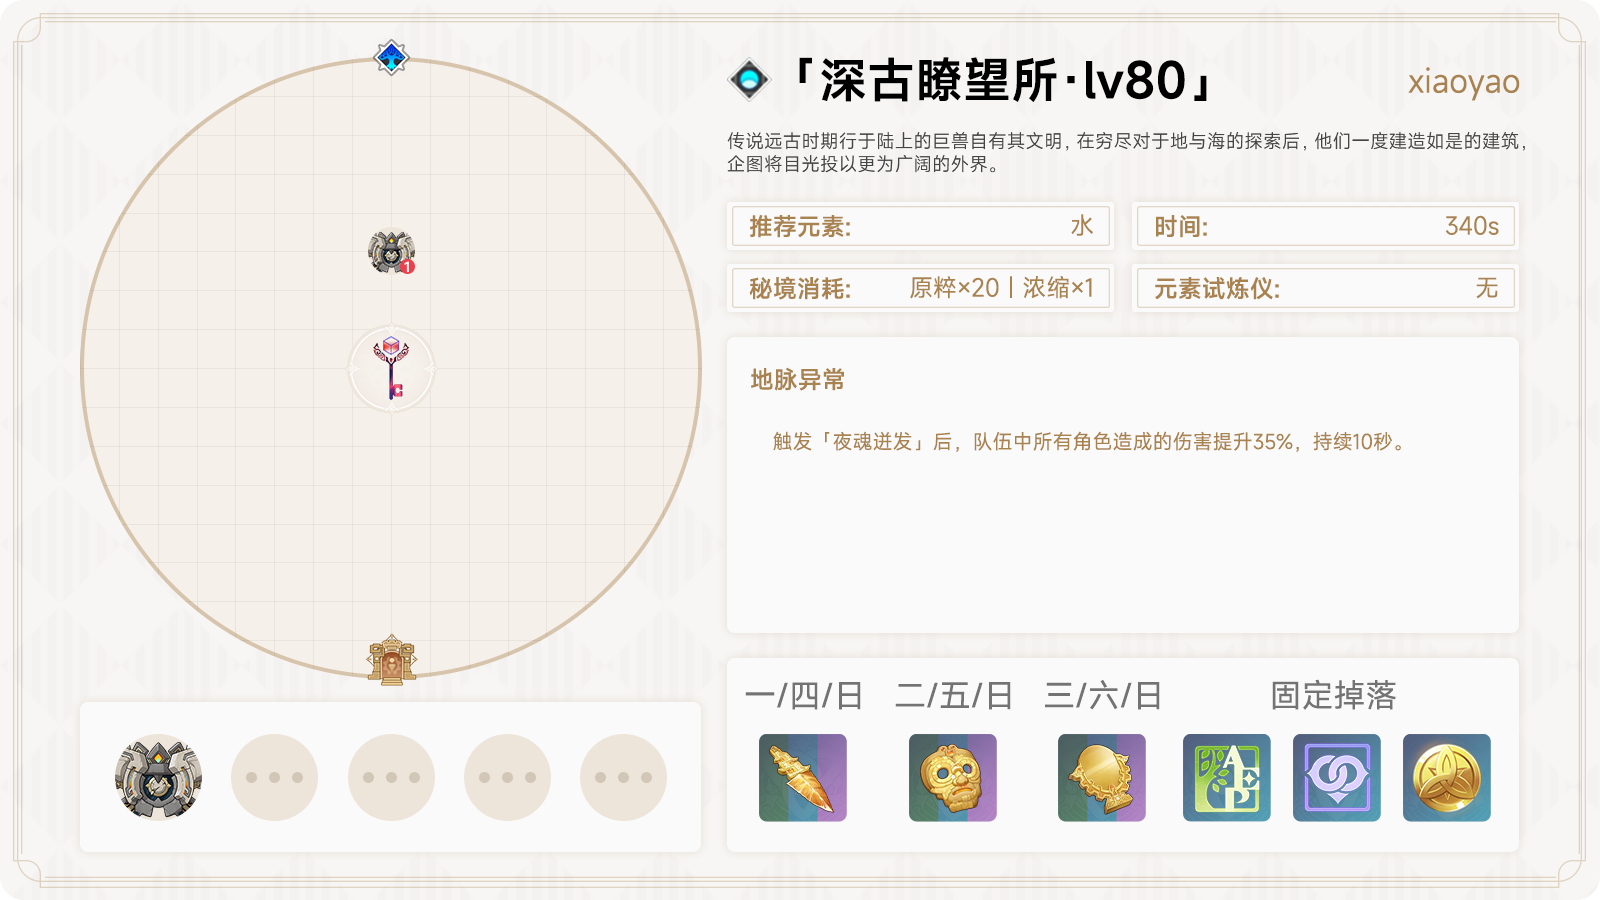 「深古瞭望所·lv80」
xiaoyao
传说远古时期行于陆上的巨兽自有其文明，在穷尽对于地与海的探索后，他们一度建造如是的建筑，
企图将目光投以更为广阔的外界。
推荐元素: 水
时间: 340s
秘境消耗: 原粹×20丨浓缩×1
元素试炼仪: 无
地脉异常
触发「夜魂迸发」后，队伍中所有角色造成的伤害提升35%，持续10秒。
1
一/四/日 二/五/日 三/六/日 固定掉落
AEP